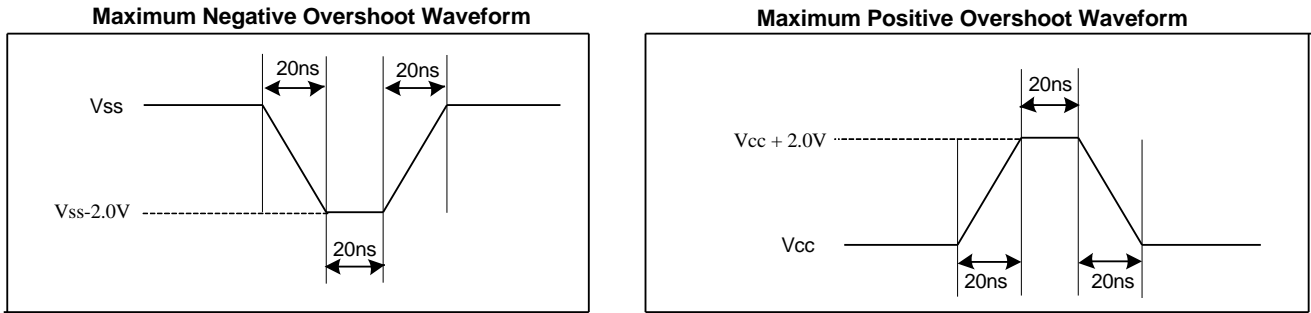 Maximum Negative Overshoot Waveform
20ns
20ns
Vss
Vss-2.0V
20ns
Maximum Positive Overshoot Waveform
20ns
Vcc + 2.0V
Vcc
20ns
20ns